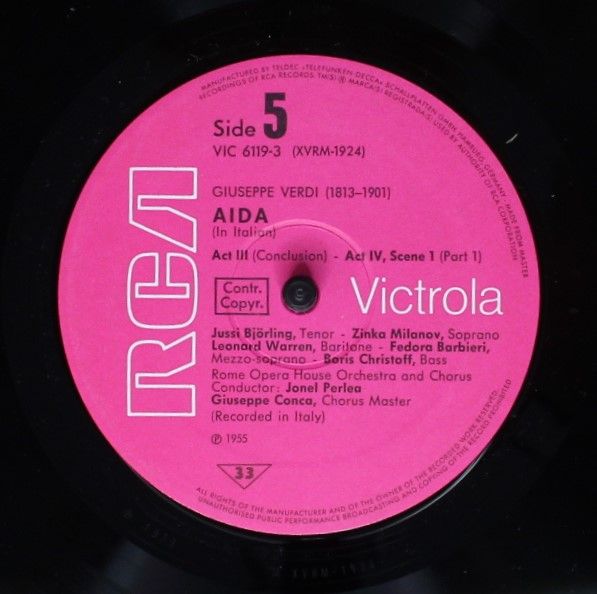 MANUFACTURED BY TELDEC »TELEFUNKEN-DECCA« SCHALLPLATTEN GMBH HAMBURG, GERMANY · MADE FROM MASTER
RECORDINGS OF RCA RECORDS. TM(S) ® MARCA(S) REGISTRADA(S) USED BY AUTHORITY OF RCA CORPORATION
Side 5
VIC 6119-3 (XVRM-1924)
GIUSEPPE VERDI (1813–1901)
AIDA
(In Italian)
Act III (Conclusion) - Act IV, Scene 1 (Part 1)
RCA
Contr.
Copyr.
Victrola
Jussi Björling, Tenor - Zinka Milanov, Soprano
Leonard Warren, Baritone - Fedora Barbieri,
Mezzo-soprano - Boris Christoff, Bass
Rome Opera House Orchestra and Chorus
Conductor: Jonel Perlea
Giuseppe Conca, Chorus Master
(Recorded in Italy)
℗ 1955
33
ALL RIGHTS OF THE MANUFACTURER AND OF THE OWNER OF THE RECORDED WORK RESERVED.
UNAUTHORISED PUBLIC PERFORMANCE BROADCASTING AND COPYING OF THIS RECORD PROHIBITED